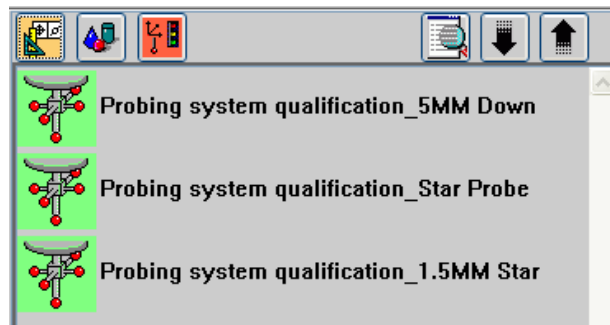 Probing system qualification_5MM Down
Probing system qualification_Star Probe
Probing system qualification_1.5MM Star